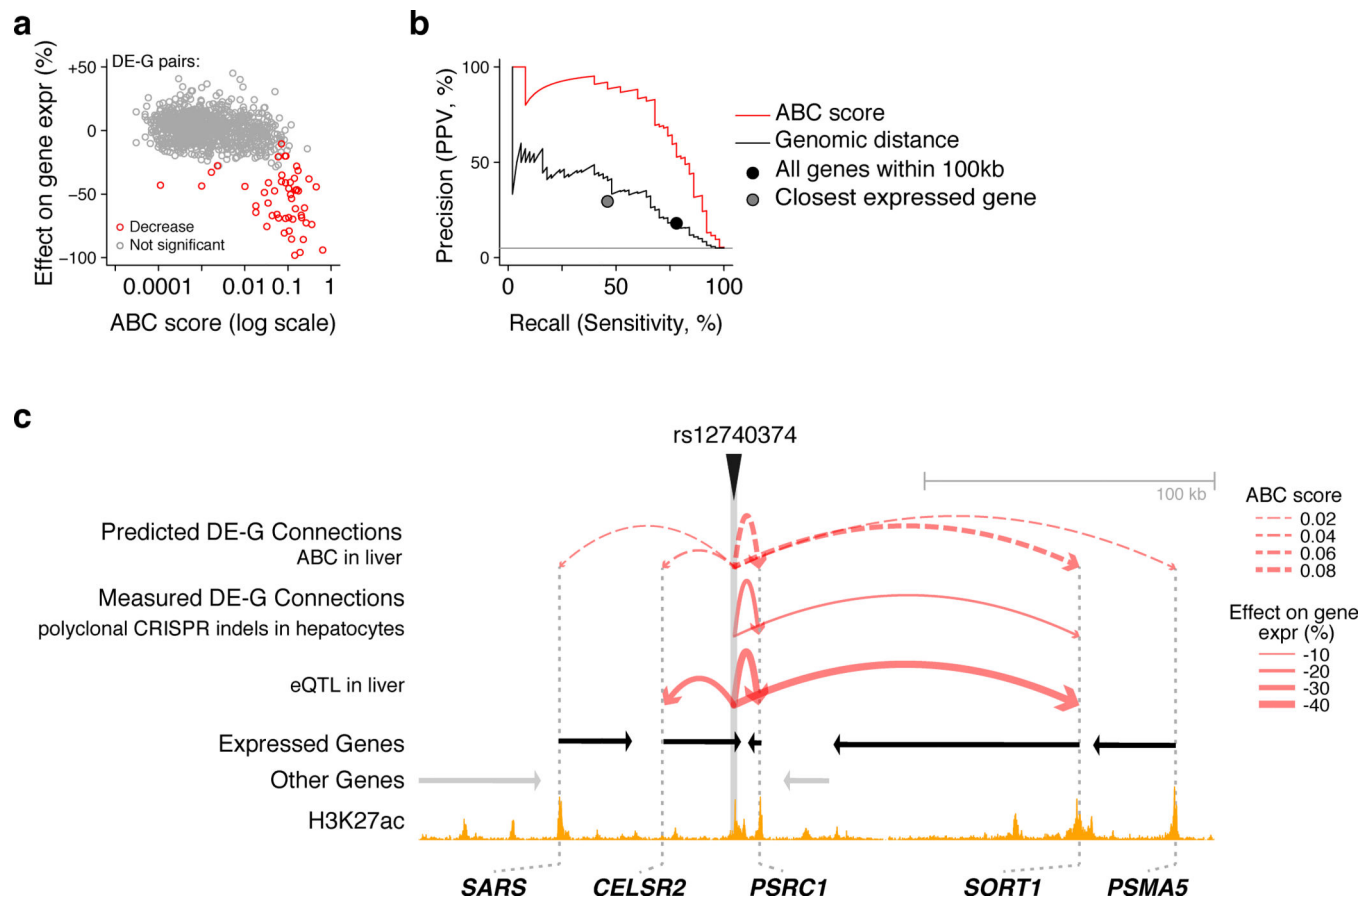 a
Effect on gene expr (%)
DE-G pairs:
+50
0
−50
−100
Decrease
Not significant
0.0001
0.01
0.1
1
ABC score (log scale)
b
Precision (PPV, %)
100
50
0
0
50
100
Recall (Sensitivity, %)
ABC score
Genomic distance
All genes within 100kb
Closest expressed gene
c
rs12740374
100 kb
Predicted DE-G Connections
ABC in liver
Measured DE-G Connections
polyclonal CRISPR indels in hepatocytes
eQTL in liver
Expressed Genes
Other Genes
H3K27ac
ABC score
0.02
0.04
0.06
0.08
Effect on gene
expr (%)
-10
-20
-30
-40
SARS
CELSR2
PSRC1
SORT1
PSMA5